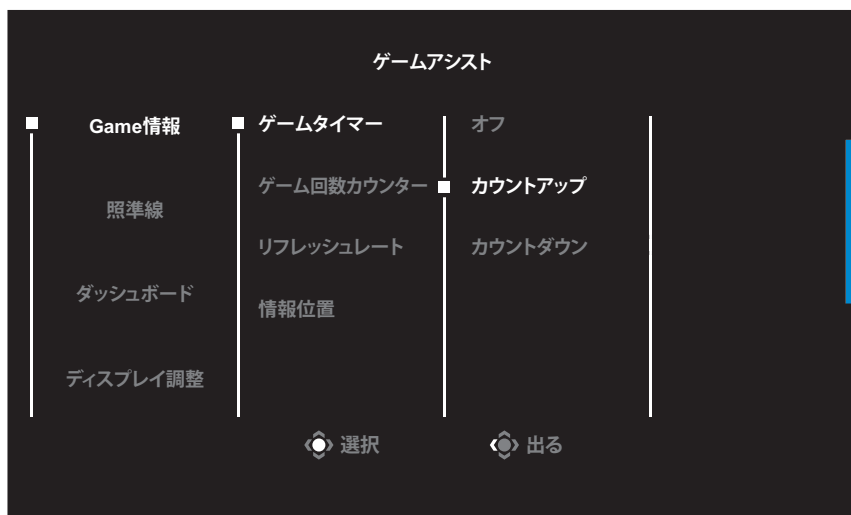 ゲームアシスト
Game情報
照準線
ダッシュボード
ディスプレイ調整
ゲームタイマー
ゲーム回数カウンター
リフレッシュレート
情報位置
オフ
カウントアップ
カウントダウン
選択
出る